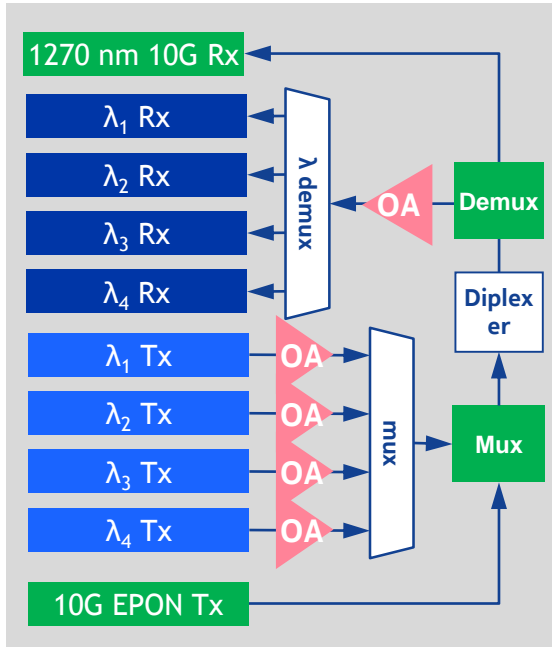 1270 nm 10G Rx
λ₁ Rx
λ₂ Rx
λ₃ Rx
λ₄ Rx
λ demux
OA
Demux
Diplex
er
λ₁ Tx
OA
λ₂ Tx
OA
λ₃ Tx
OA
λ₄ Tx
OA
mux
Mux
10G EPON Tx